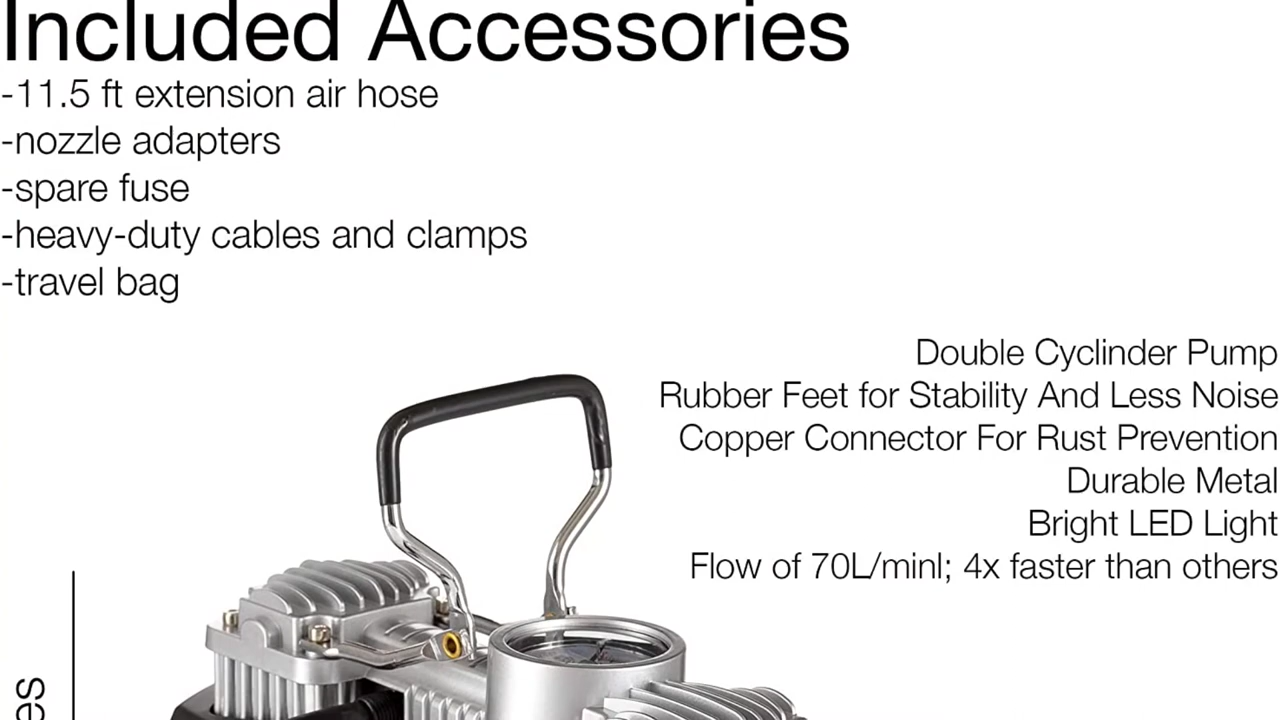 Included Accessories
-11.5 ft extension air hose
-nozzle adapters
-spare fuse
-heavy-duty cables and clamps
-travel bag
Double Cyclinder Pump
Rubber Feet for Stability And Less Noise
Copper Connector For Rust Prevention
Durable Metal
Bright LED Light
Flow of 70L/minl; 4x faster than others